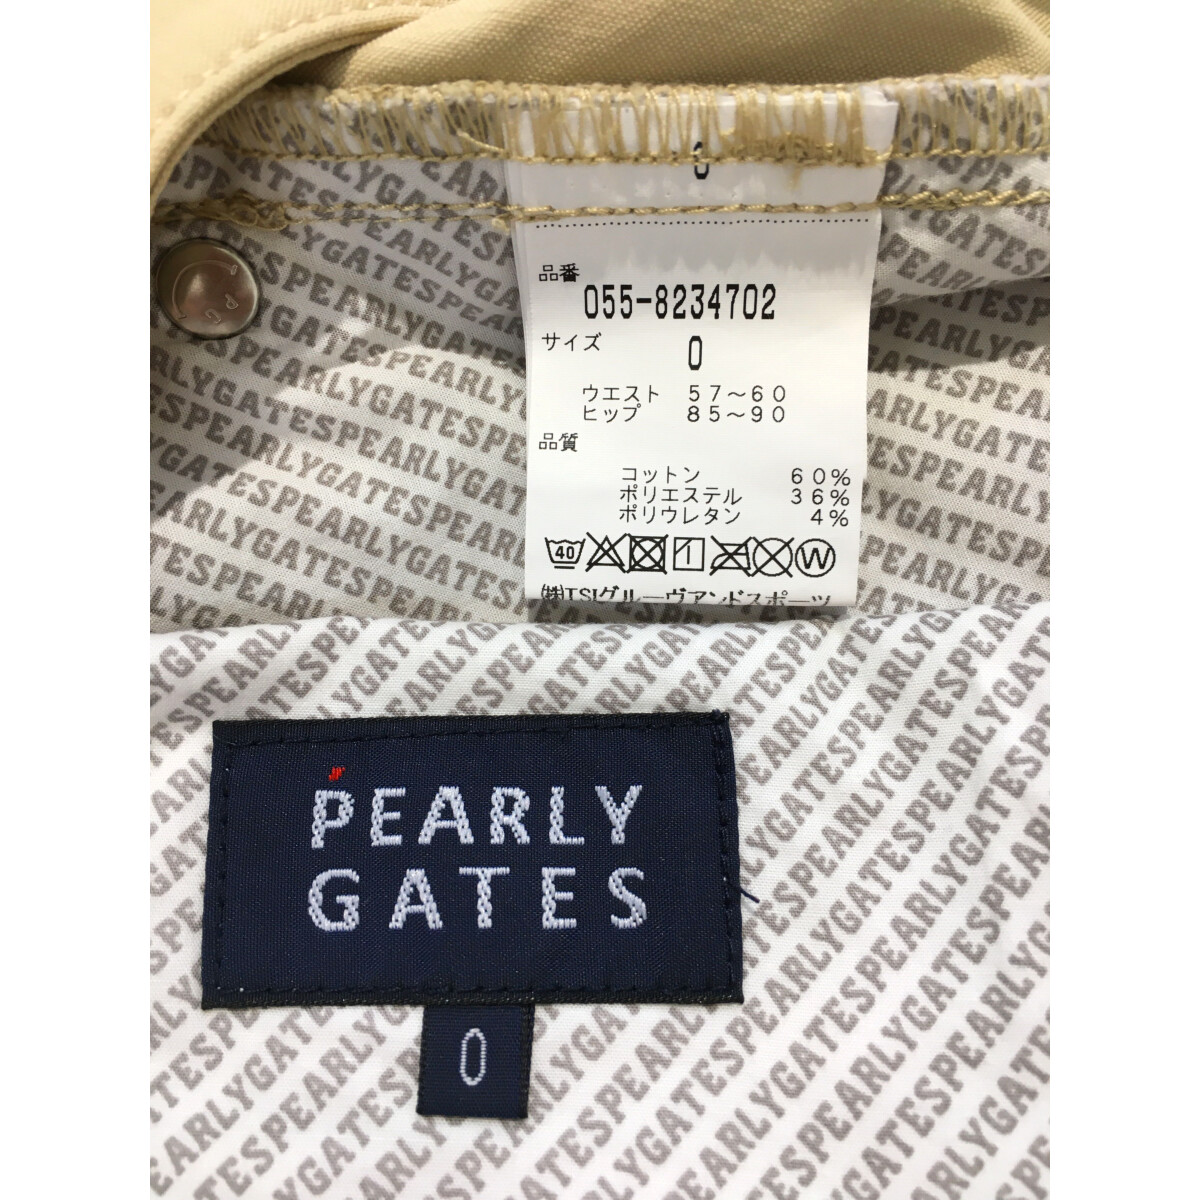 品番
055-8234702
サイズ 0
ウエスト 57～60
ヒップ 85～90
品質
コットン 60%
ポリエステル 36%
ポリウレタン 4%
40
W
㈱TSIグルーヴアンドスポーツ
JP
PEARLY
GATES
0
PEARLYGATESPEARLYGATESPEARLYGATES